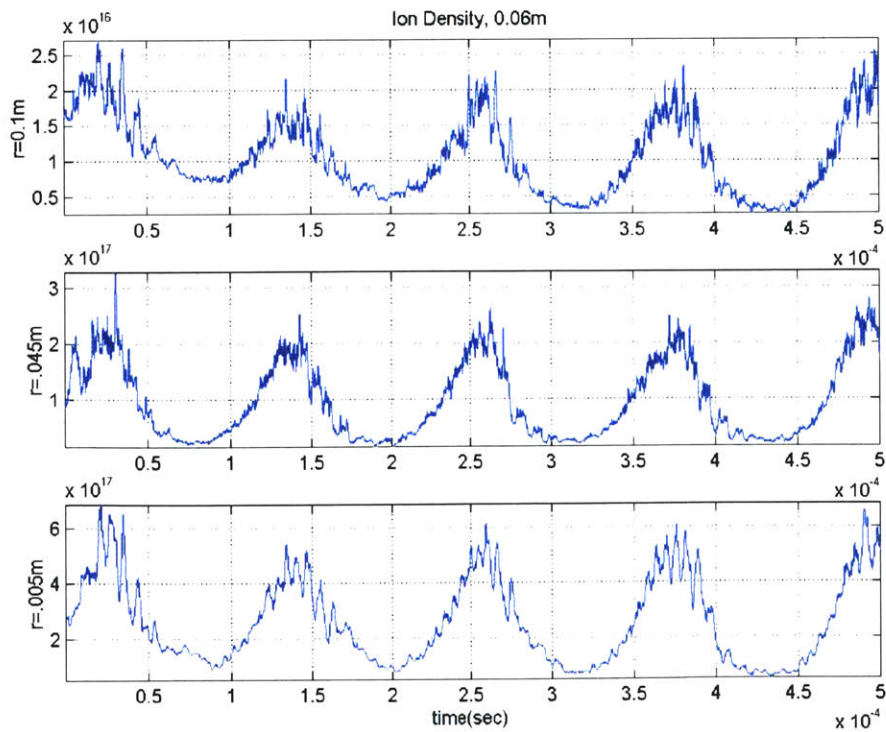 Ion Density, 0.06m
x 10^16
2.5
2
1.5
1
0.5
r=0.1m
0.5 1 1.5 2 2.5 3 3.5 4 4.5 5
x 10^-4
x 10^17
3
2
1
r=.045m
0.5 1 1.5 2 2.5 3 3.5 4 4.5 5
x 10^-4
x 10^17
6
4
2
r=.005m
0.5 1 1.5 2 2.5 3 3.5 4 4.5 5
time(sec)
x 10^-4